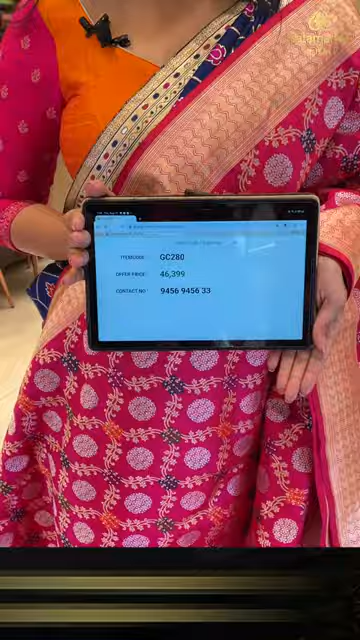 ITEMCODE : GC280
OFFER PRICE : 46,399
CONTACT NO : 9456 9456 33